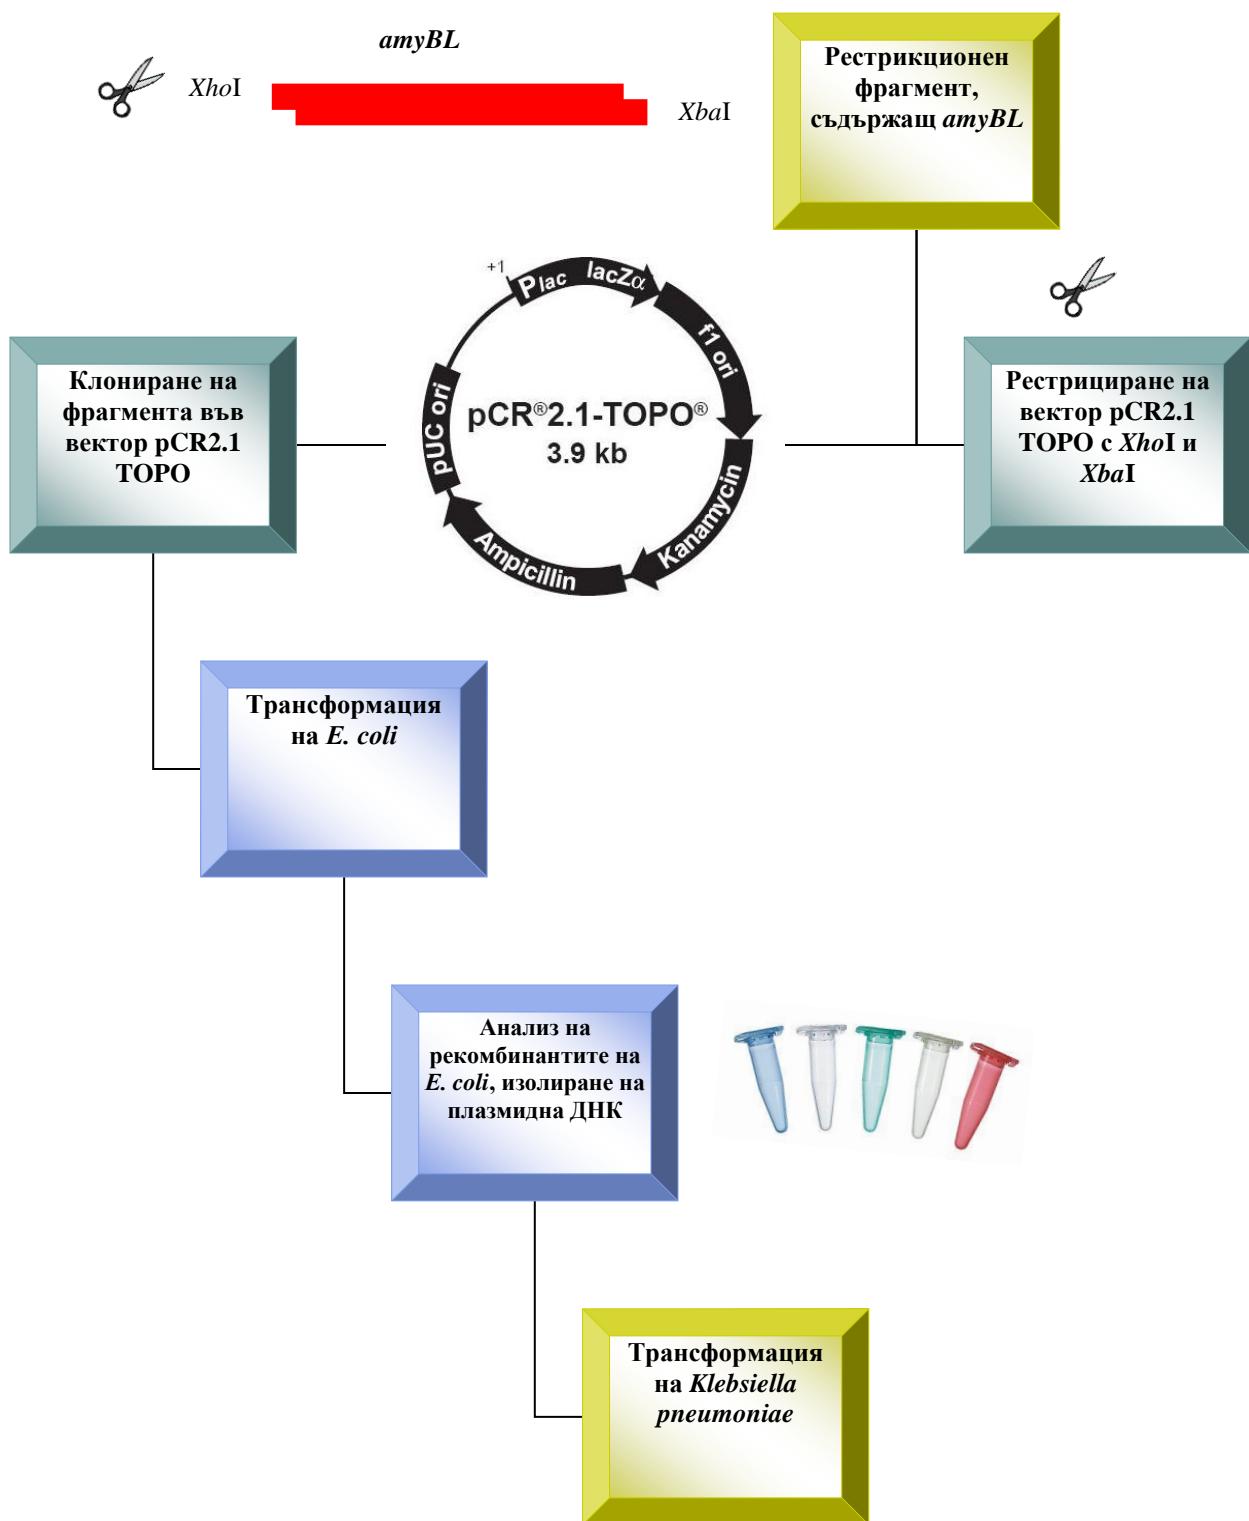 amyBL
XhoI
XbaI
Рестрикционен
фрагмент,
съдържащ amyBL
+1
Plac
lacZα
f1 ori
Kanamycin
Ampicillin
pUC ori
pCR®2.1-TOPO®
3.9 kb
Клониране на
фрагмента във
вектор pCR2.1
TOPO
Рестрициране на
вектор pCR2.1
TOPO с XhoI и
XbaI
Трансформация
на E. coli
Анализ на
рекомбинантите на
E. coli, изолиране на
плазмидна ДНК
Трансформация
на Klebsiella
pneumoniae